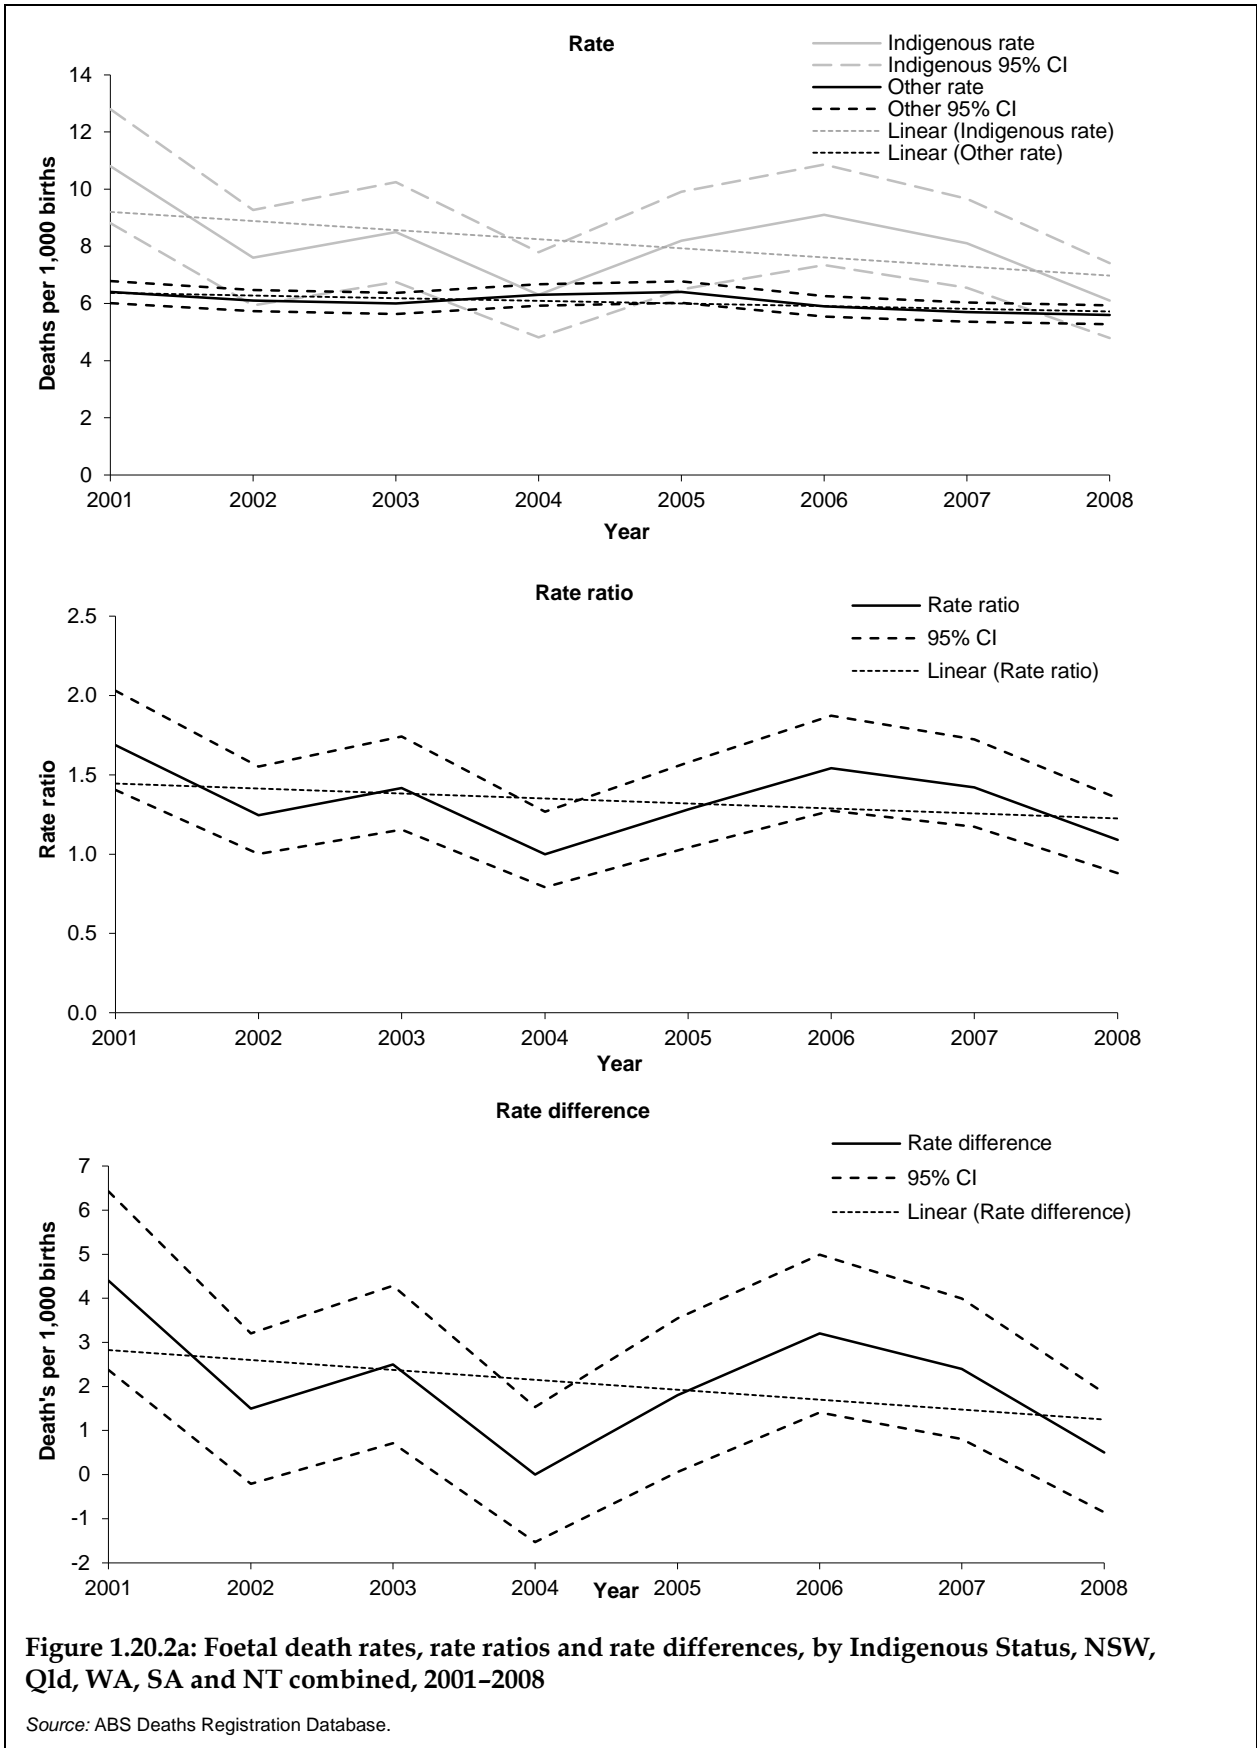 Rate
Indigenous rate
Indigenous 95% CI
Other rate
Other 95% CI
Linear (Indigenous rate)
Linear (Other rate)
Deaths per 1,000 births
14
12
10
8
6
4
2
0
2001 2002 2003 2004 2005 2006 2007 2008
Year
Rate ratio
Rate ratio
95% CI
Linear (Rate ratio)
Rate ratio
2.5
2.0
1.5
1.0
0.5
0.0
2001 2002 2003 2004 2005 2006 2007 2008
Year
Rate difference
Rate difference
95% CI
Linear (Rate difference)
Death's per 1,000 births
7
6
5
4
3
2
1
0
-1
-2
2001 2002 2003 2004 2005 2006 2007 2008
Year
Figure 1.20.2a: Foetal death rates, rate ratios and rate differences, by Indigenous Status, NSW,
Qld, WA, SA and NT combined, 2001–2008
Source: ABS Deaths Registration Database.